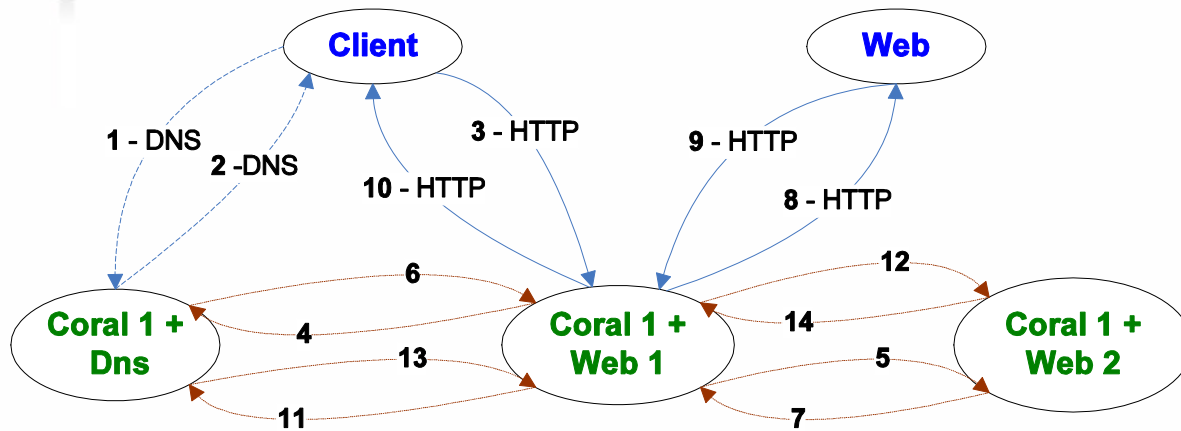 Client
Web
1 - DNS
2 -DNS
3 - HTTP
10 - HTTP
9 - HTTP
8 - HTTP
6
4
13
11
12
14
5
7
Coral 1 +
Dns
Coral 1 +
Web 1
Coral 1 +
Web 2